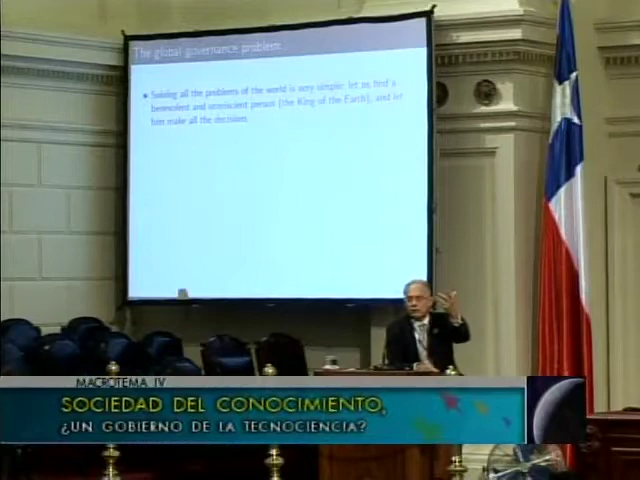 The global governance problem
Solving all the problems of the world is very simple: let us find a
benevolent and omniscient person (the King of the Earth), and let
him make all the decisions.
MACROTEMA IV
SOCIEDAD DEL CONOCIMIENTO,
¿UN GOBIERNO DE LA TECNOCIENCIA?